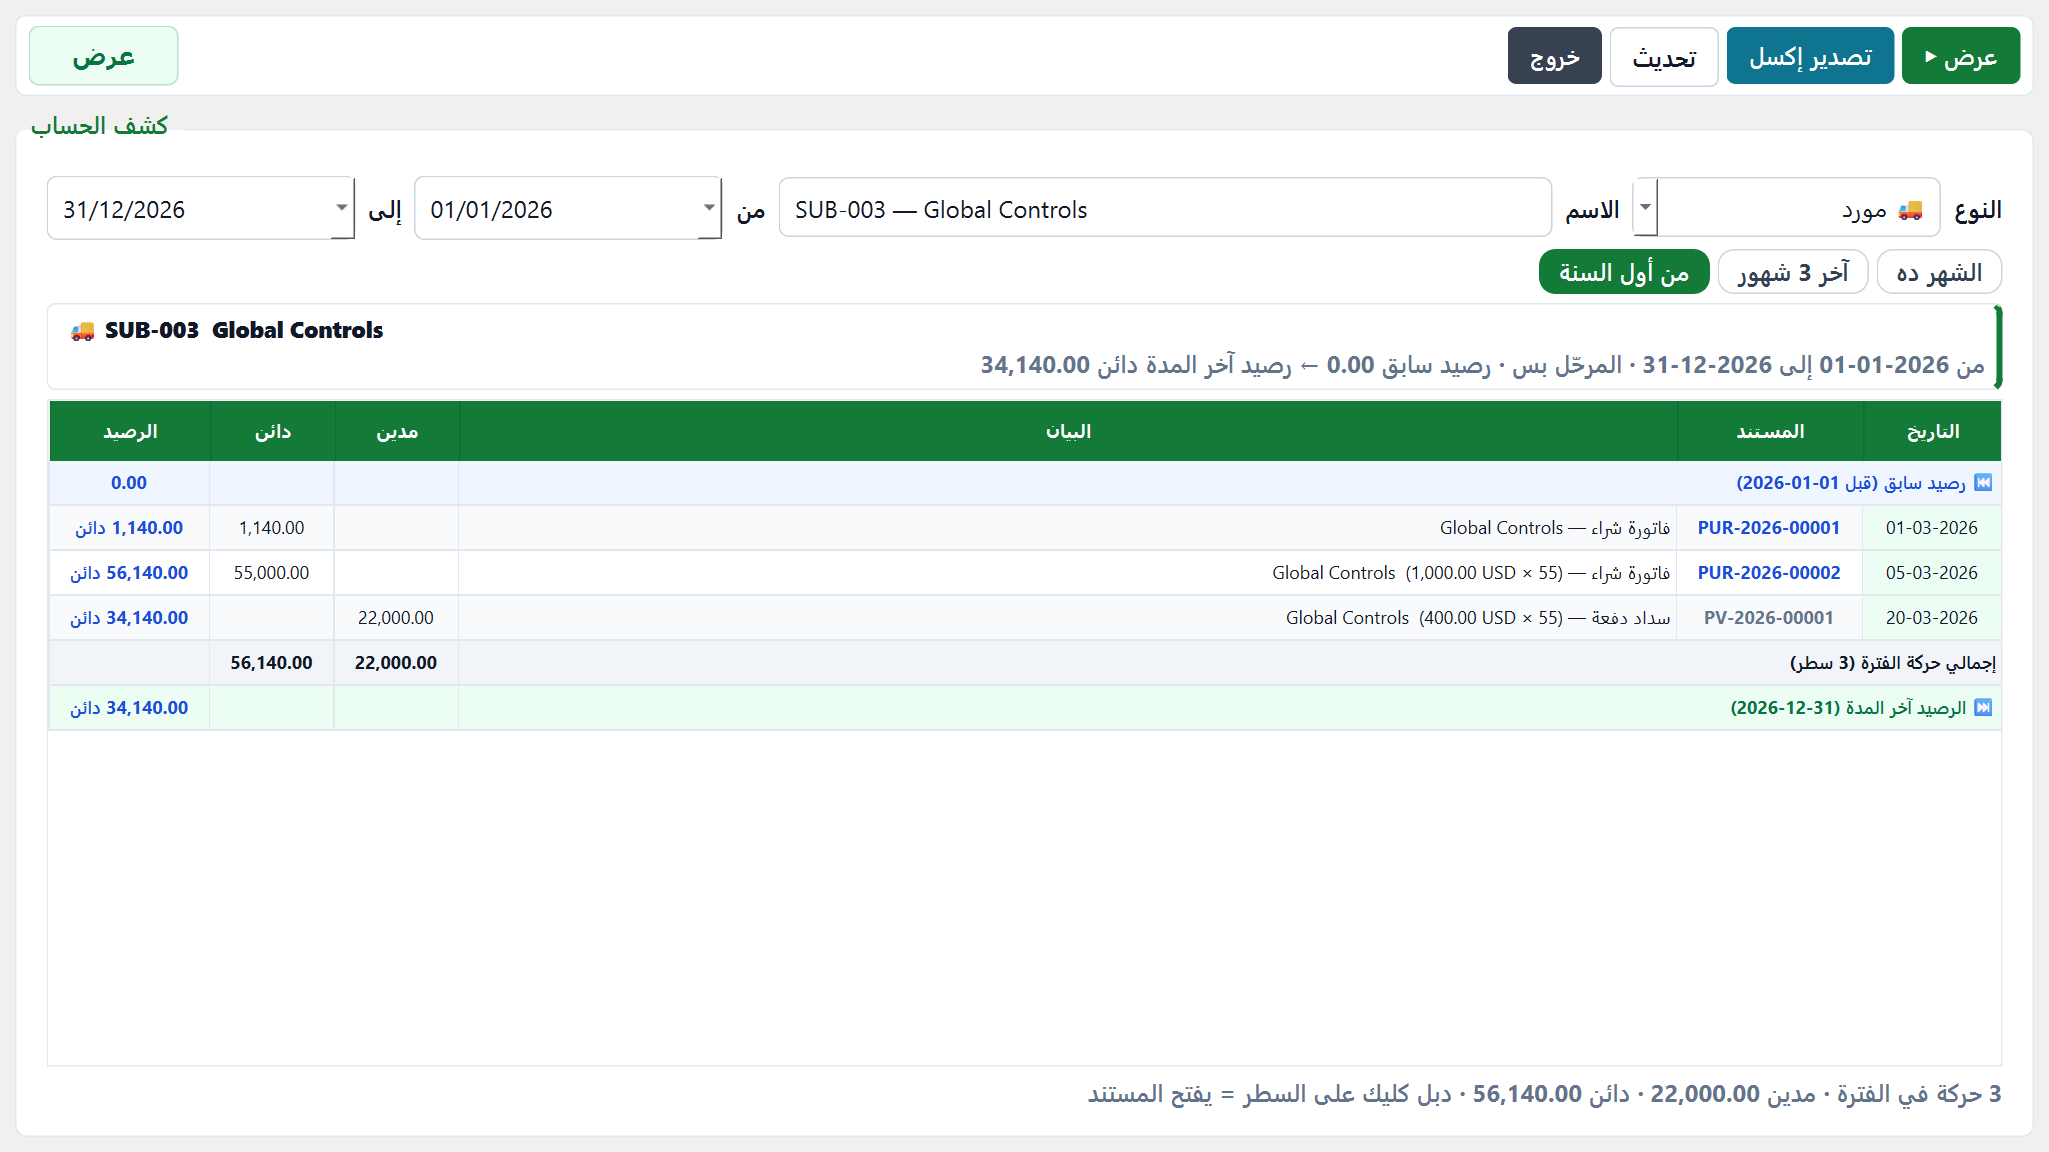 عرض ▸
تصدير إكسل
تحديث
خروج
عرض
كشف الحساب
النوع 🚚 مورد الاسم SUB-003 — Global Controls من 01/01/2026 إلى 31/12/2026
الشهر ده
آخر 3 شهور
من أول السنة
🚚 SUB-003 Global Controls
من 2026-01-01 إلى 2026-12-31 · المرحّل بس · رصيد سابق 0.00 ← رصيد آخر المدة دائن 34,140.00
التاريخ المستند البيان مدين دائن الرصيد
⏮ رصيد سابق (قبل 2026-01-01) 0.00
01-03-2026 PUR-2026-00001 فاتورة شراء — Global Controls 1,140.00 1,140.00 دائن
05-03-2026 PUR-2026-00002 فاتورة شراء — Global Controls (1,000.00 USD × 55) 55,000.00 56,140.00 دائن
20-03-2026 PV-2026-00001 سداد دفعة — Global Controls (400.00 USD × 55) 22,000.00 34,140.00 دائن
إجمالي حركة الفترة (3 سطر) 22,000.00 56,140.00
⏭ الرصيد آخر المدة (2026-12-31) 34,140.00 دائن
3 حركة في الفترة · مدين 22,000.00 · دائن 56,140.00 · دبل كليك على السطر = يفتح المستند